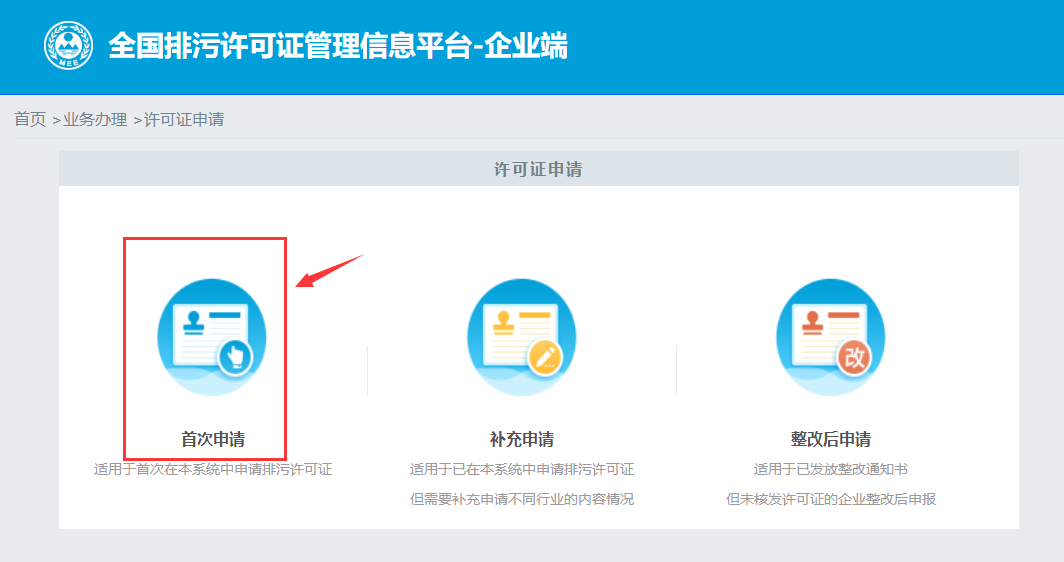 MEE
全国排污许可证管理信息平台-企业端
首页 >业务办理 >许可证申请
许可证申请
改
首次申请
补充申请
整改后申请
适用于首次在本系统中申请排污许可证
适用于已在本系统中申请排污许可证
适用于已发放整改通知书
但需要补充申请不同行业的内容情况
但未核发许可证的企业整改后申报